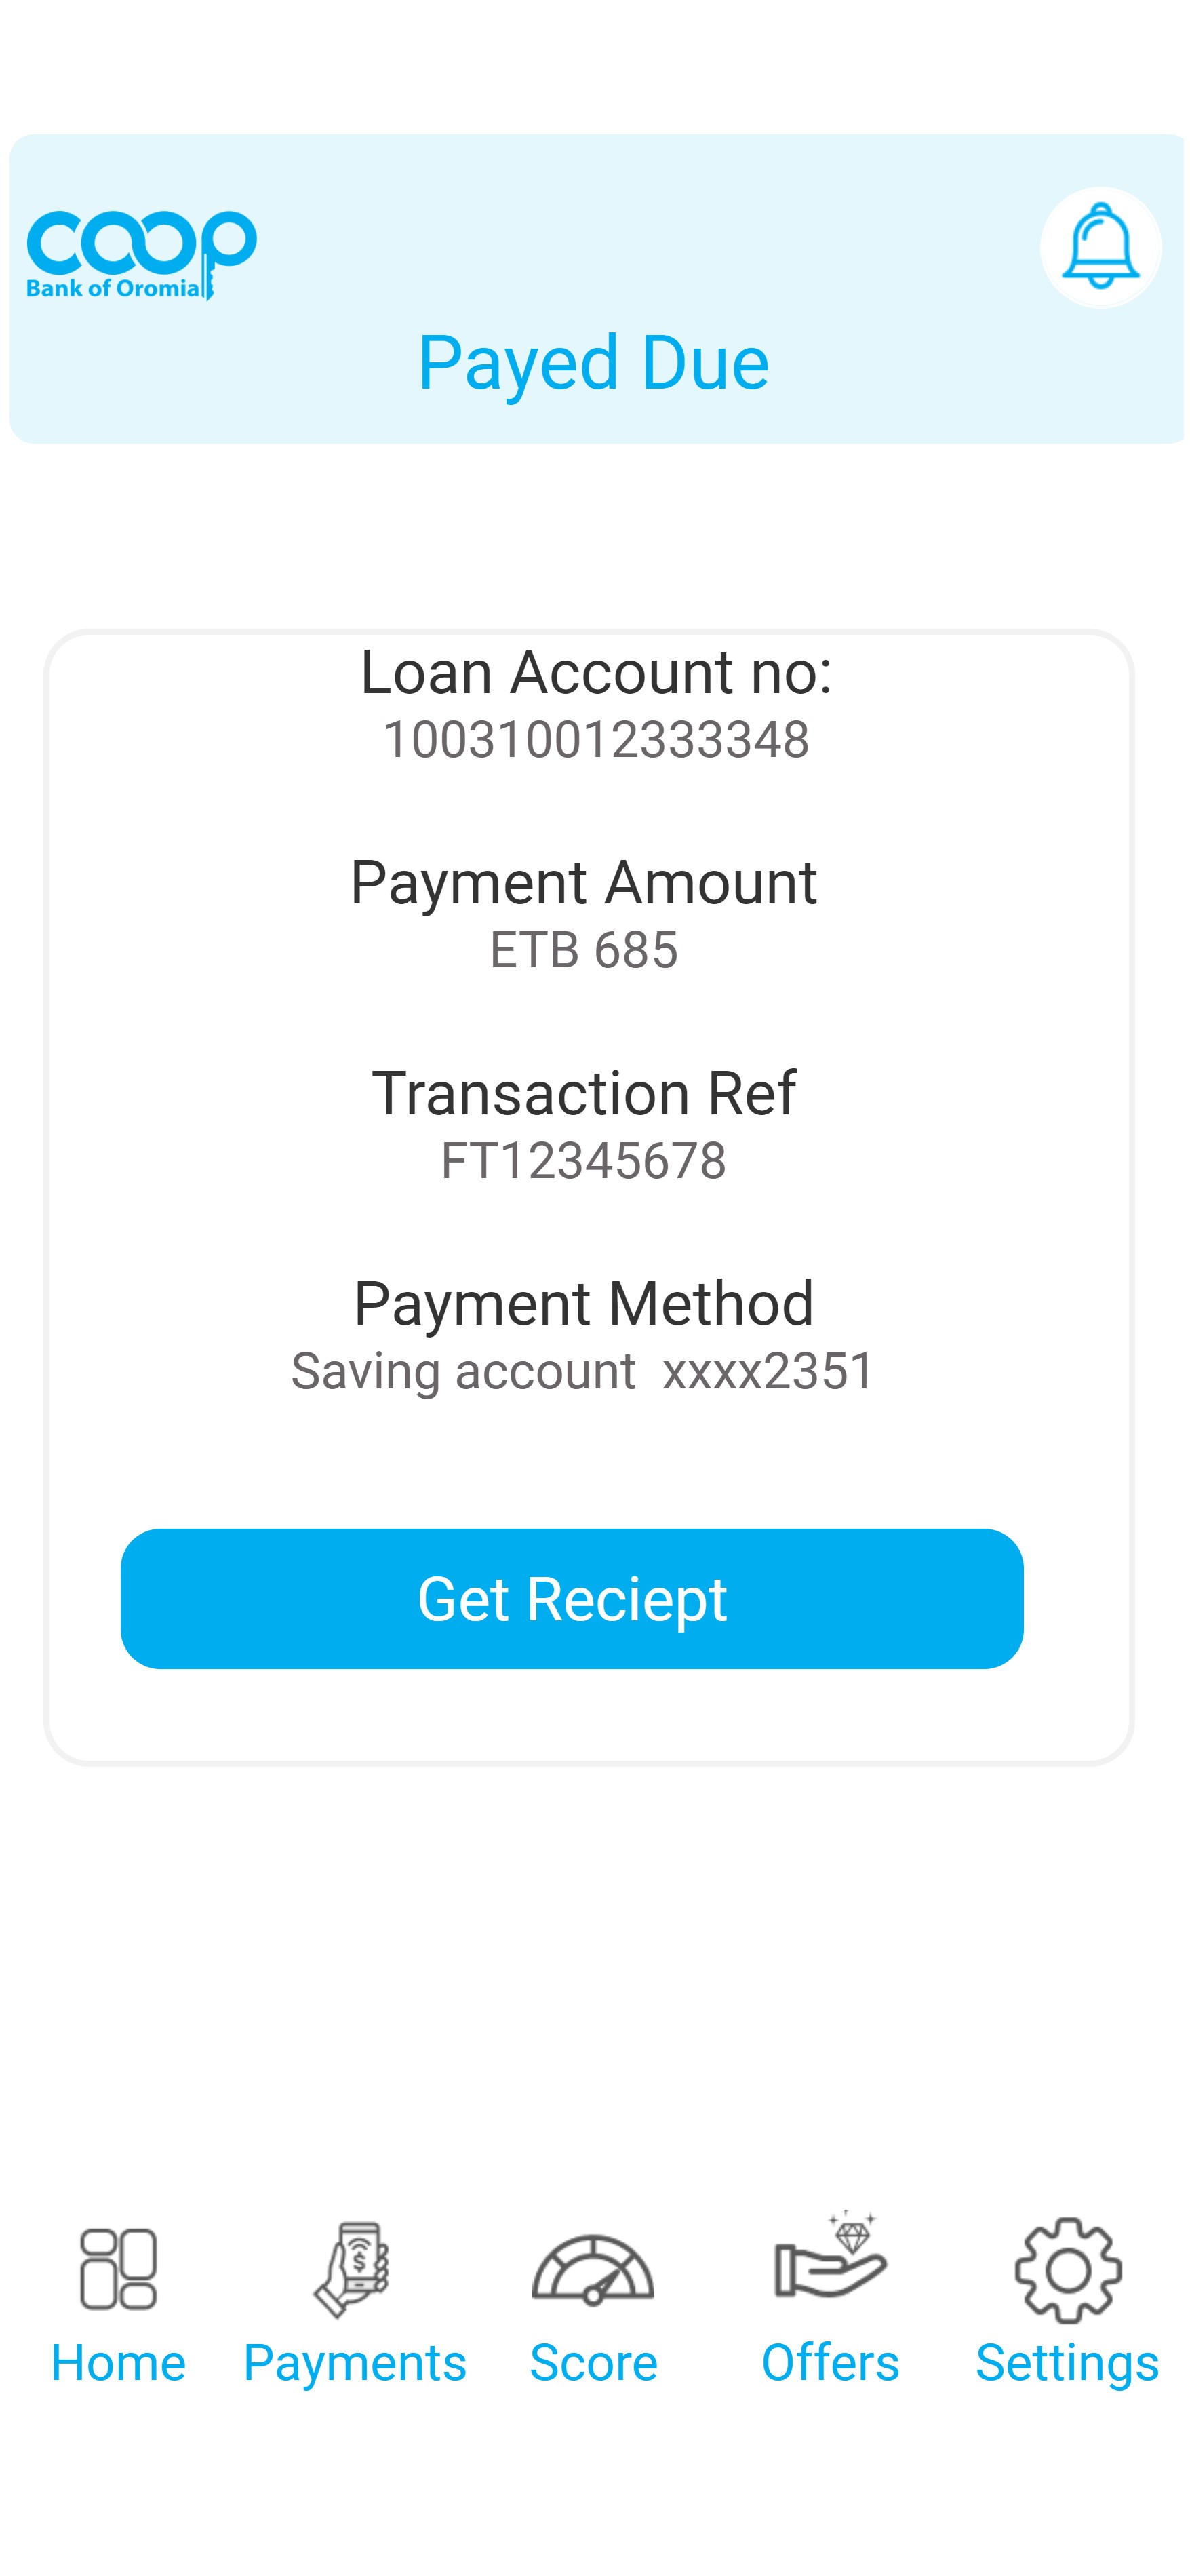 coop
Bank of Oromia
Payed Due
Loan Account no:
100310012333348
Payment Amount
ETB 685
Transaction Ref
FT12345678
Payment Method
Saving account  xxxx2351
Get Reciept
$
Home Payments Score Offers Settings